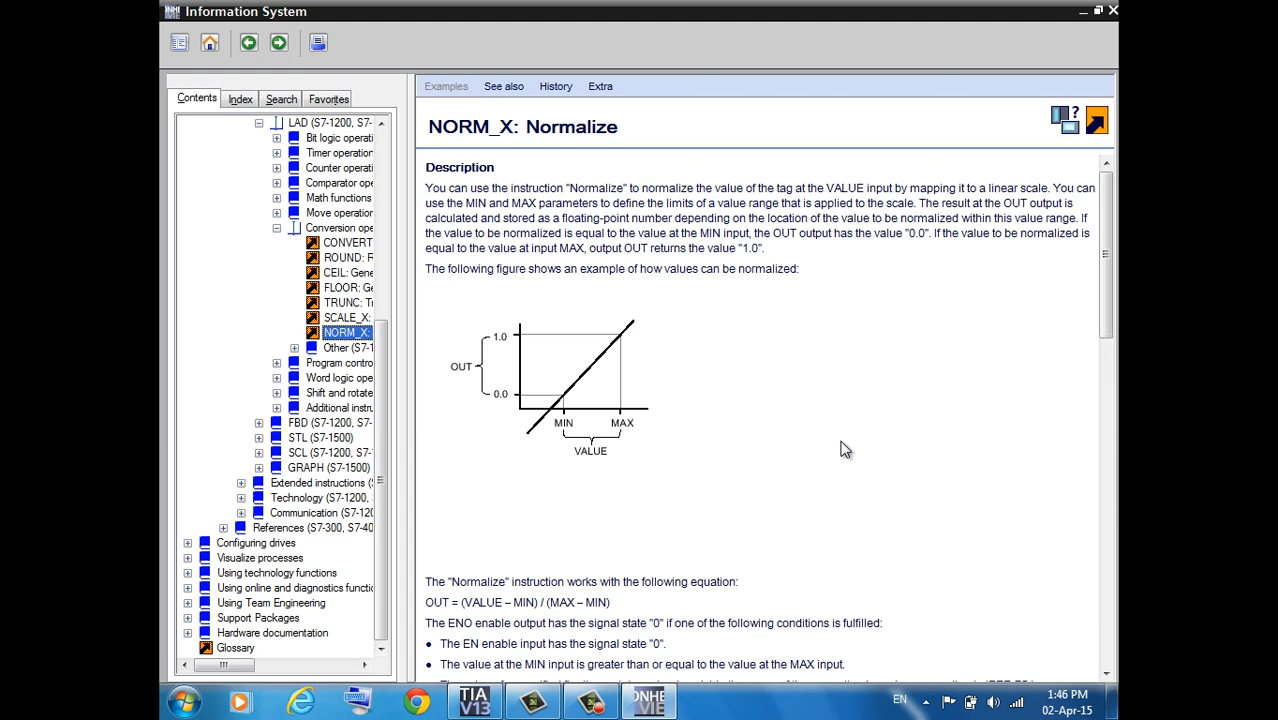 Information System
Contents
Index
Search
Favorites
LAD (S7-1200, S7-
Bit logic operati
Timer operation
Counter operati
Comparator ope
Math functions
Move operation
Conversion ope
CONVERT
ROUND: R
CEIL: Gene
FLOOR: Ge
TRUNC: Tr
SCALE_X:
NORM_X:
Other (S7-1
Program contro
Word logic ope
Shift and rotate
Additional instru
FBD (S7-1200, S7-
STL (S7-1500)
SCL (S7-1200, S7-
GRAPH (S7-1500)
Extended instructions (S
Technology (S7-1200, S
Communication (S7-120
References (S7-300, S7-40
Configuring drives
Visualize processes
Using technology functions
Using online and diagnostics functio
Using Team Engineering
Support Packages
Hardware documentation
Glossary
Examples
See also
History
Extra
NORM_X: Normalize
Description
You can use the instruction "Normalize" to normalize the value of the tag at the VALUE input by mapping it to a linear scale. You can
use the MIN and MAX parameters to define the limits of a value range that is applied to the scale. The result at the OUT output is
calculated and stored as a floating-point number depending on the location of the value to be normalized within this value range. If
the value to be normalized is equal to the value at the MIN input, the OUT output has the value "0.0". If the value to be normalized is
equal to the value at input MAX, output OUT returns the value "1.0".
The following figure shows an example of how values can be normalized:
1.0
OUT
0.0
MIN
MAX
VALUE
The "Normalize" instruction works with the following equation:
OUT = (VALUE – MIN) / (MAX – MIN)
The ENO enable output has the signal state "0" if one of the following conditions is fulfilled:
● The EN enable input has the signal state "0".
● The value at the MIN input is greater than or equal to the value at the MAX input.
TIA
V13
ONHE
VIE
EN
1:46 PM
02-Apr-15